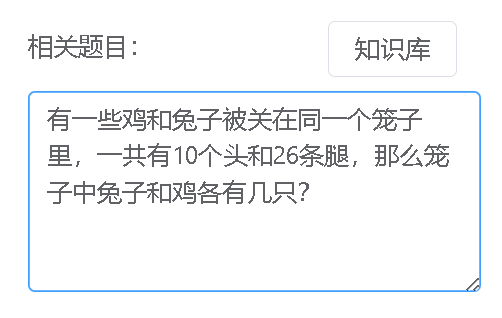 相关题目：
知识库
有一些鸡和兔子被关在同一个笼子
里，一共有10个头和26条腿，那么笼
子中兔子和鸡各有几只？